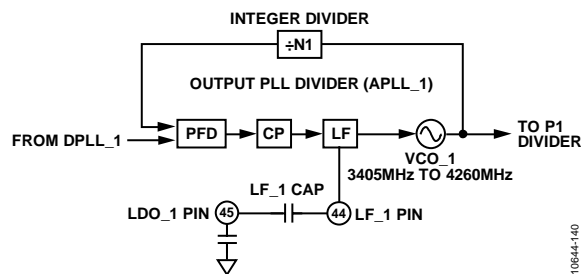 INTEGER DIVIDER
÷N1
OUTPUT PLL DIVIDER (APLL_1)
FROM DPLL_1
PFD
CP
LF
TO P1
DIVIDER
VCO_1
3405MHz TO 4260MHz
LF_1 CAP
LDO_1 PIN
45
44
LF_1 PIN
10644-140